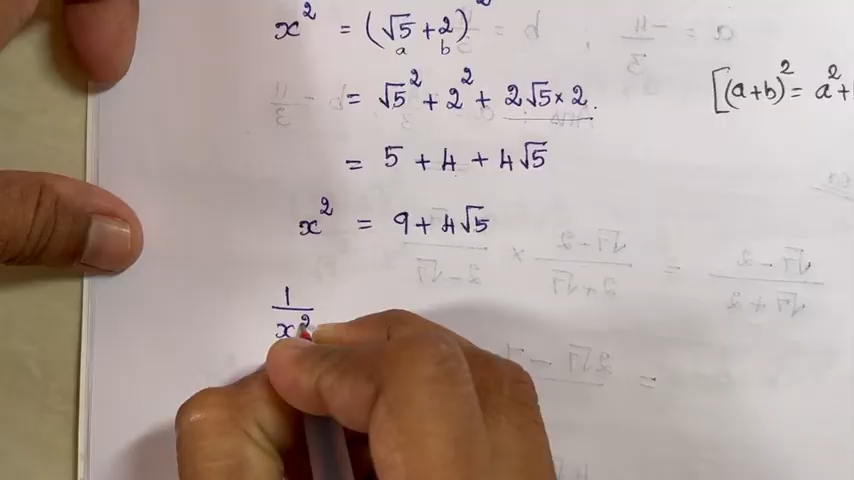 x² = (√5 + 2)²
a b
= √5² + 2² + 2√5 × 2.
[(a+b)² = a² +
= 5 + 4 + 4√5
x² = 9 + 4√5
1/x²